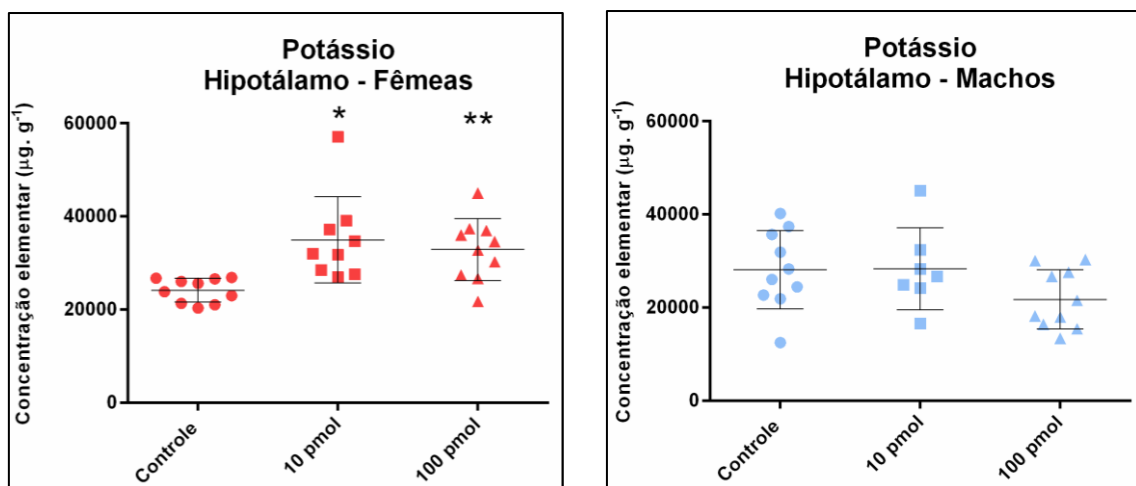 Potássio
Hipotálamo - Fêmeas
Concentração elementar (μg. g⁻¹)
60000
40000
20000
0
*
**
Controle
10 pmol
100 pmol
Potássio
Hipotálamo - Machos
Concentração elementar (μg. g⁻¹)
60000
40000
20000
0
Controle
10 pmol
100 pmol